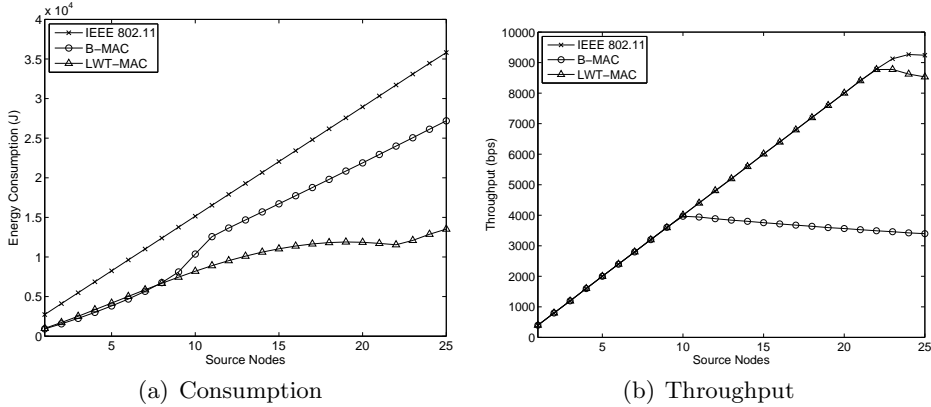 x 10⁴
4
3.5
3
2.5
2
1.5
1
0.5
0
5
10
15
20
25
Energy Consumption (J)
Source Nodes
IEEE 802.11
B−MAC
LWT−MAC
(a) Consumption
10000
9000
8000
7000
6000
5000
4000
3000
2000
1000
0
5
10
15
20
25
Throughput (bps)
Source Nodes
IEEE 802.11
B−MAC
LWT−MAC
(b) Throughput